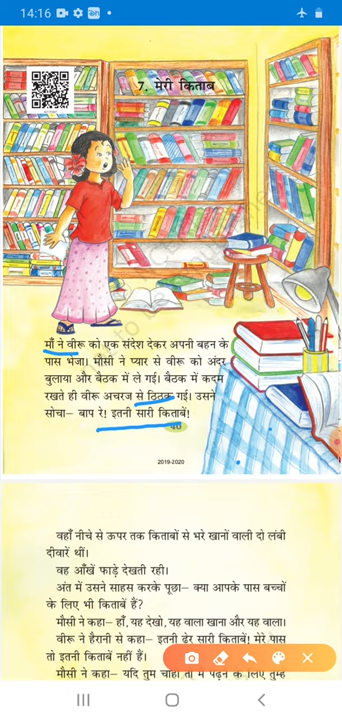 14:16
7. मेरी किताब
माँ ने वीरू को एक संदेश देकर अपनी बहन के
पास भेजा। मौसी ने प्यार से वीरू को अंदर
बुलाया और बैठक में ले गई। बैठक में कदम
रखते ही वीरू अचरज से ठिठक गई। उसने
सोचा– बाप रे! इतनी सारी किताबें!
2019-2020
वहाँ नीचे से ऊपर तक किताबों से भरे खानों वाली दो लंबी
दीवारें थीं।
वह आँखें फाड़े देखती रही।
अंत में उसने साहस करके पूछा– क्या आपके पास बच्चों
के लिए भी किताबें हैं?
मौसी ने कहा– हाँ, यह देखो, यह वाला खाना और यह वाला।
वीरू ने हैरानी से कहा– इतनी ढेर सारी किताबें! मेरे पास
तो इतनी किताबें नहीं हैं।
मौसी ने कहा– यदि तुम चाहो तो मैं पढ़ने के लिए तुम्हें